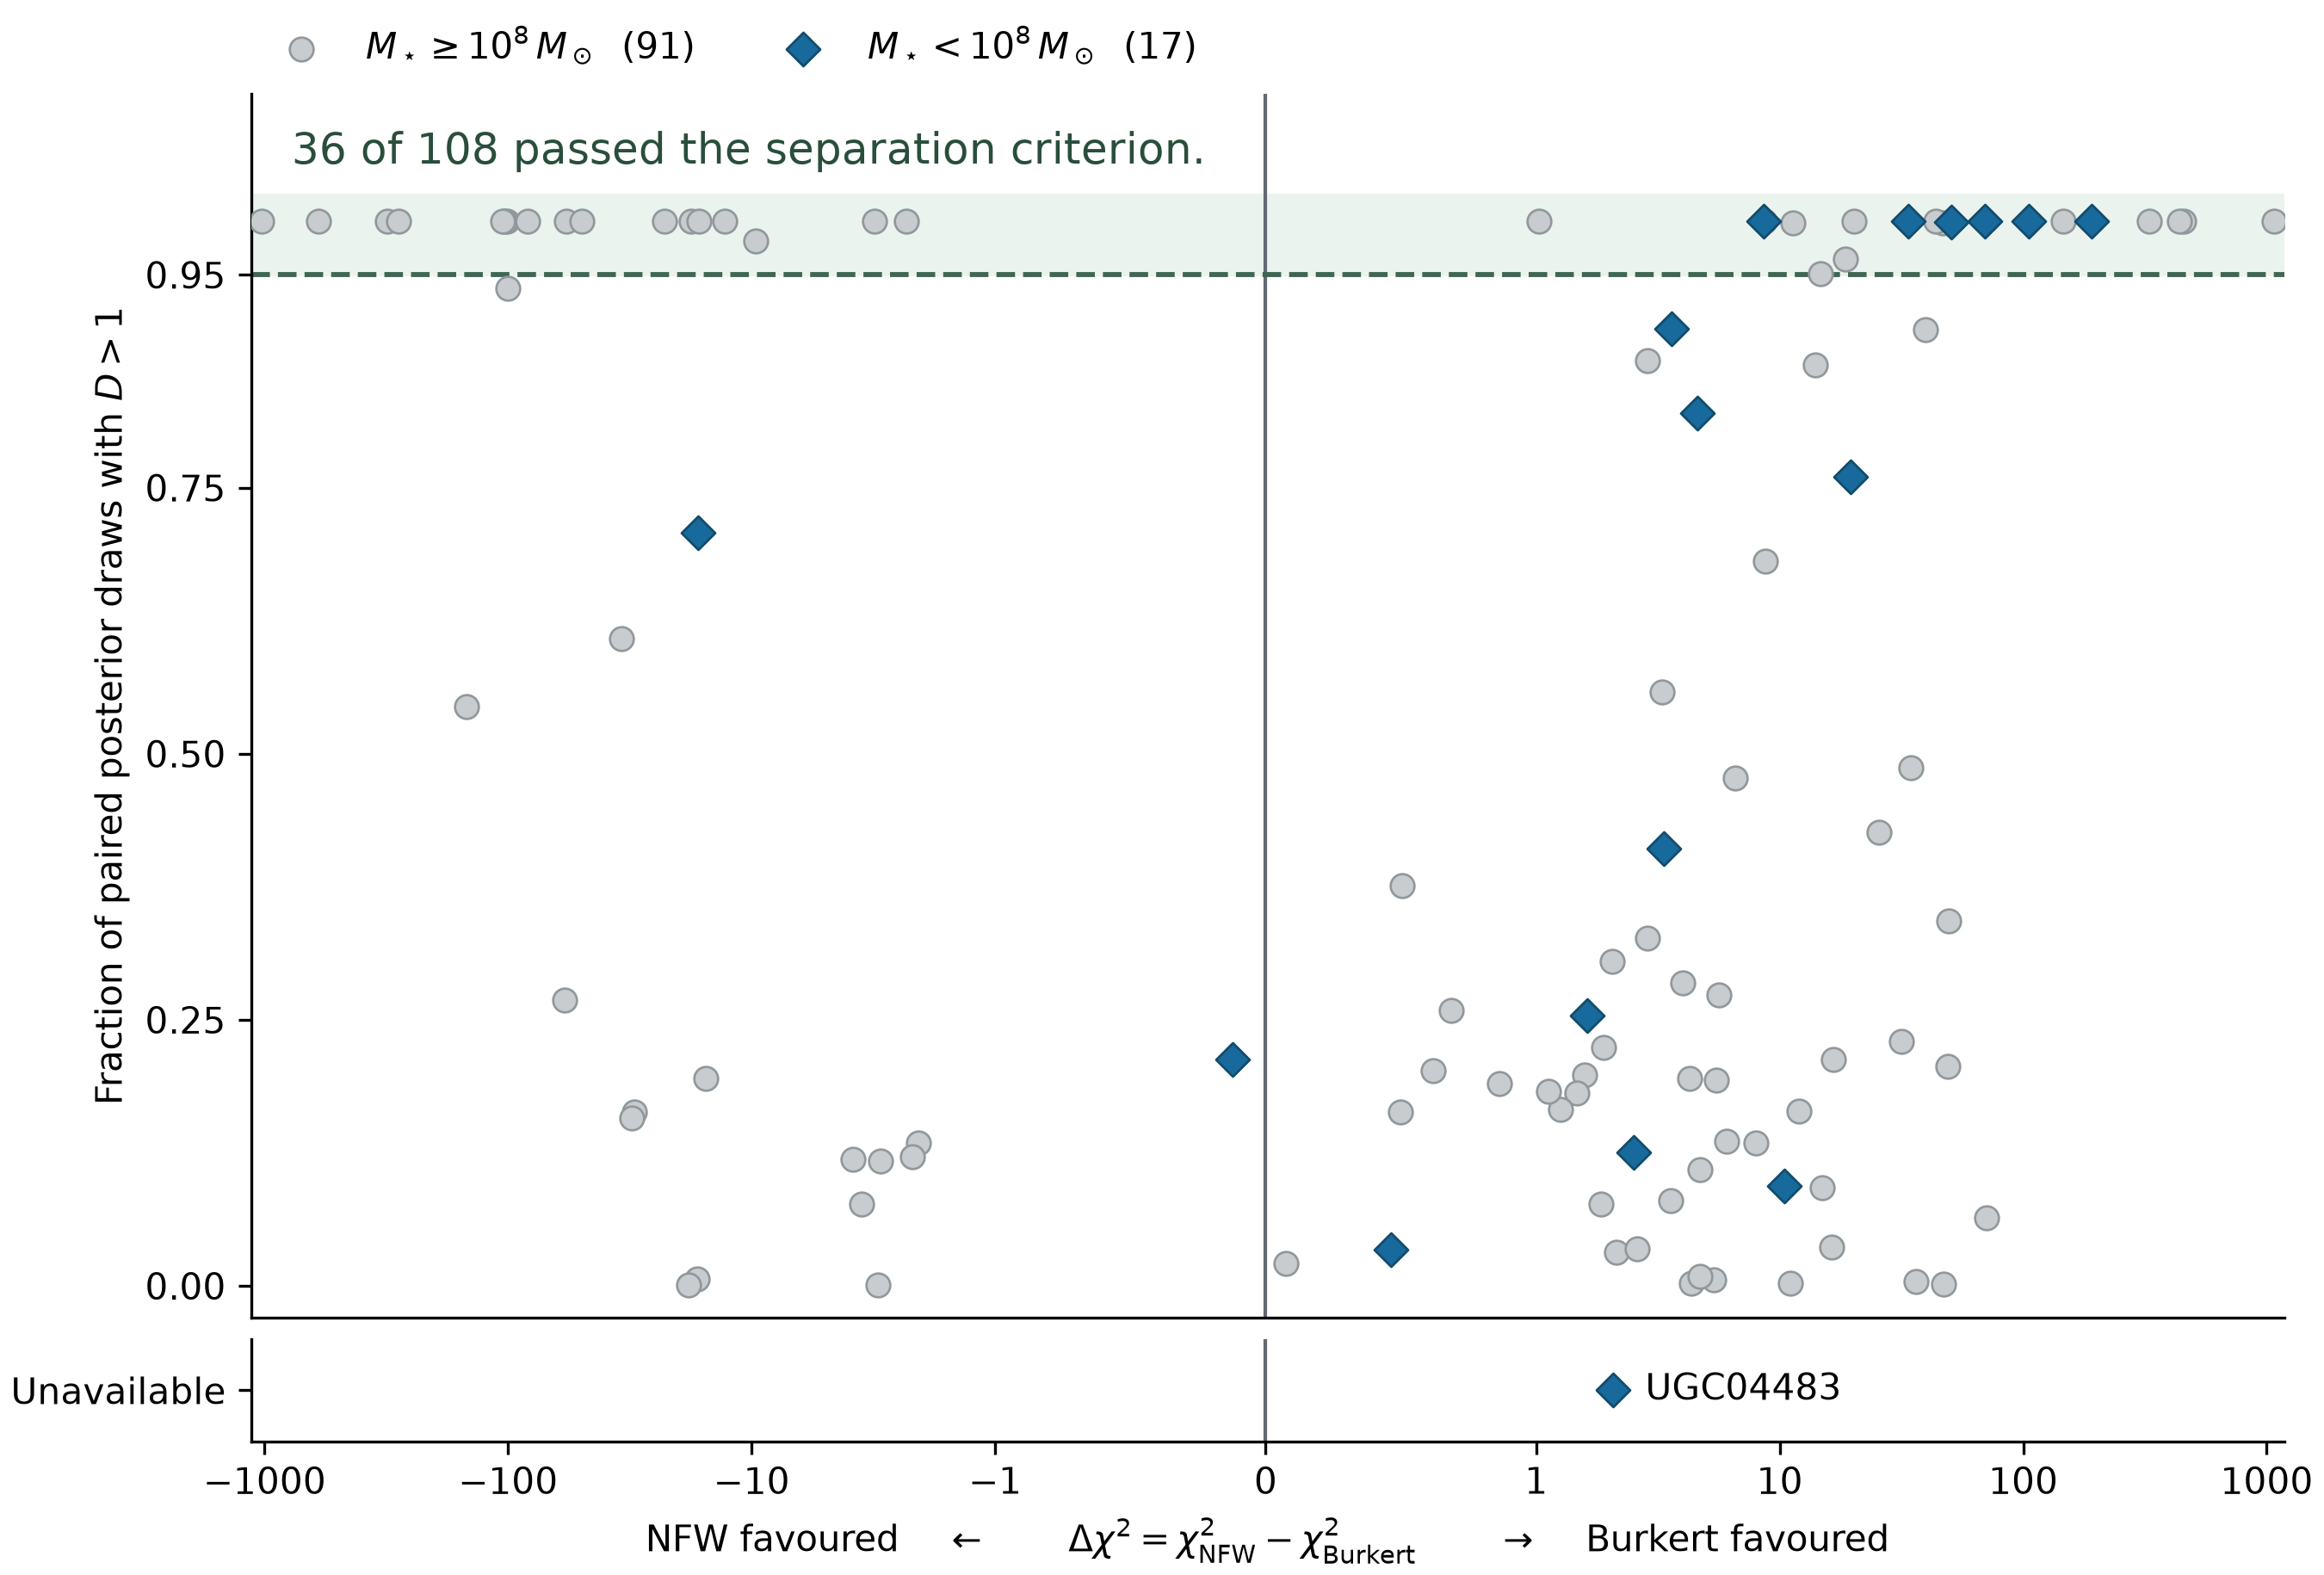 M⋆ ≥ 10⁸ M☉ (91)
M⋆ < 10⁸ M☉ (17)
36 of 108 passed the separation criterion.
Fraction of paired posterior draws with D > 1
0.95
0.75
0.50
0.25
0.00
Unavailable
UGC04483
−1000
−100
−10
−1
0
1
10
100
1000
NFW favoured ← Δχ² = χ²NFW − χ²Burkert → Burkert favoured